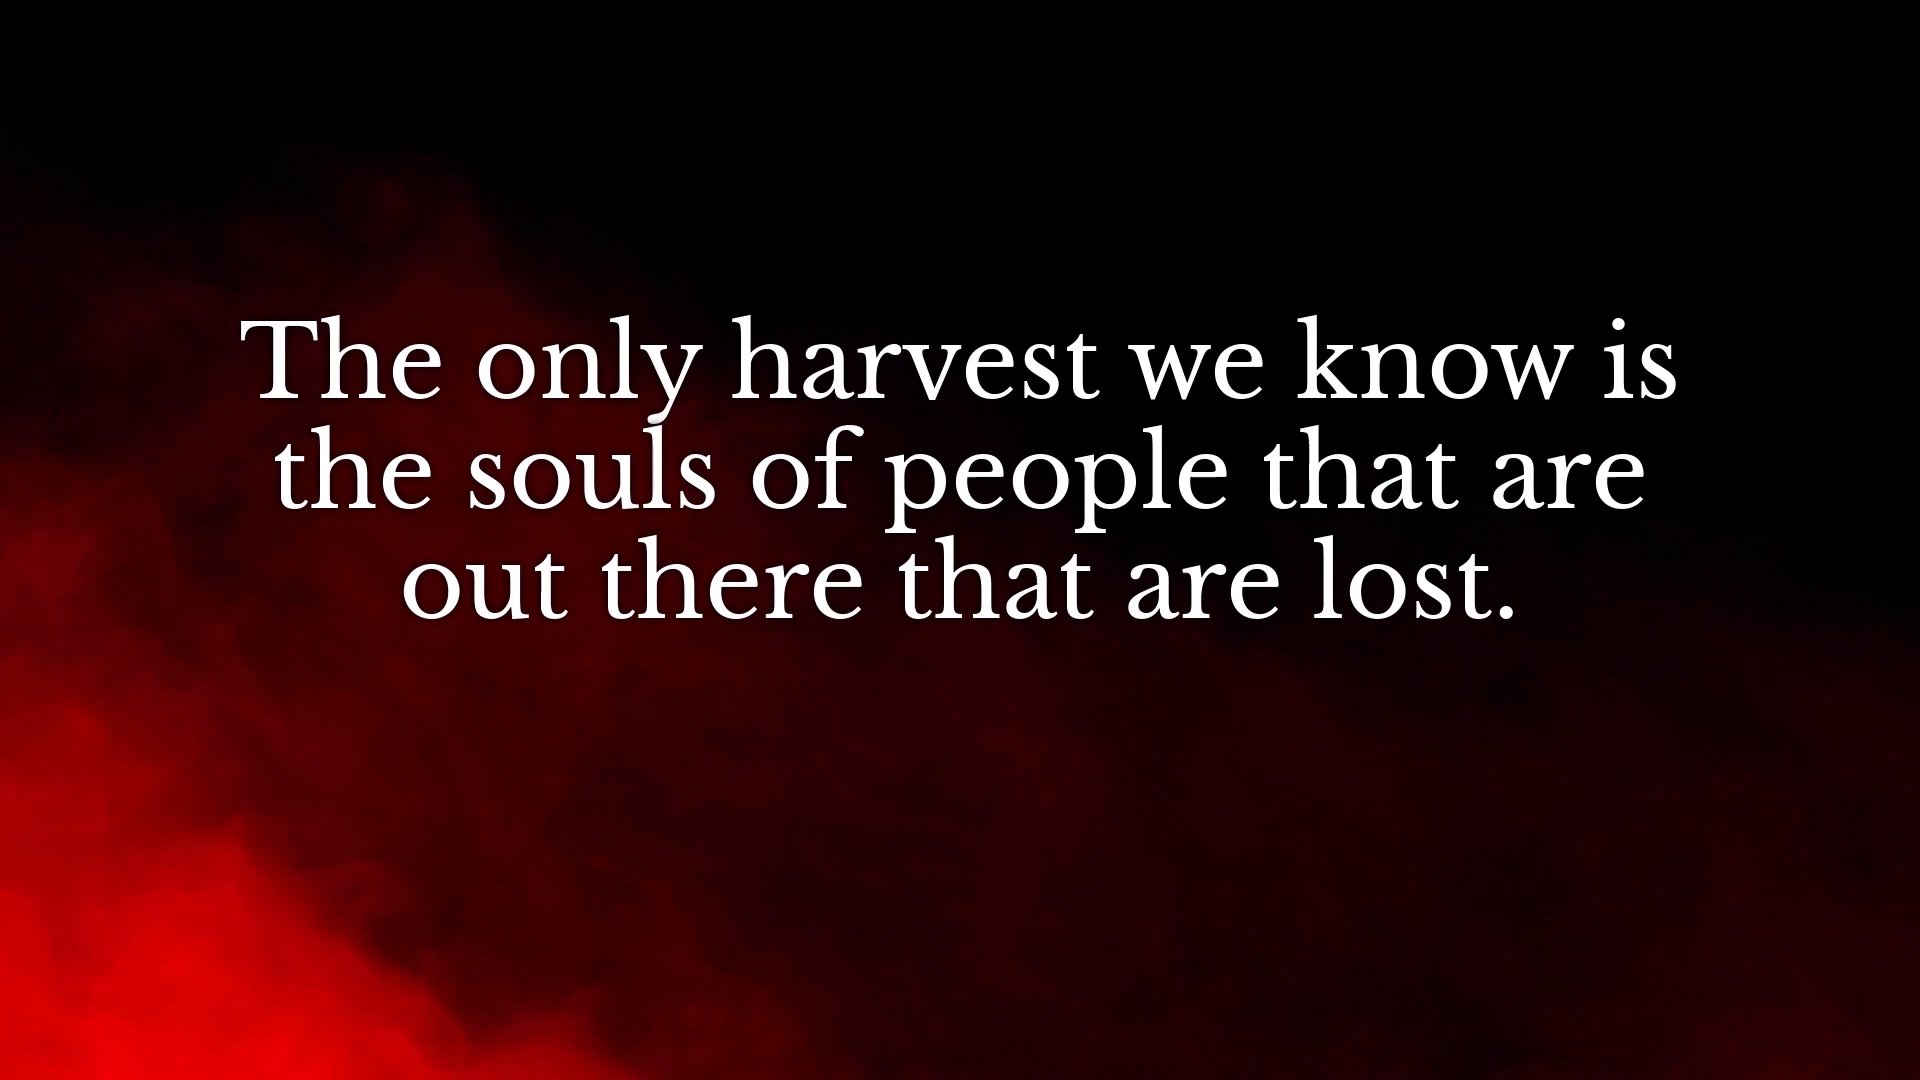 The only harvest we know is
the souls of people that are
out there that are lost.